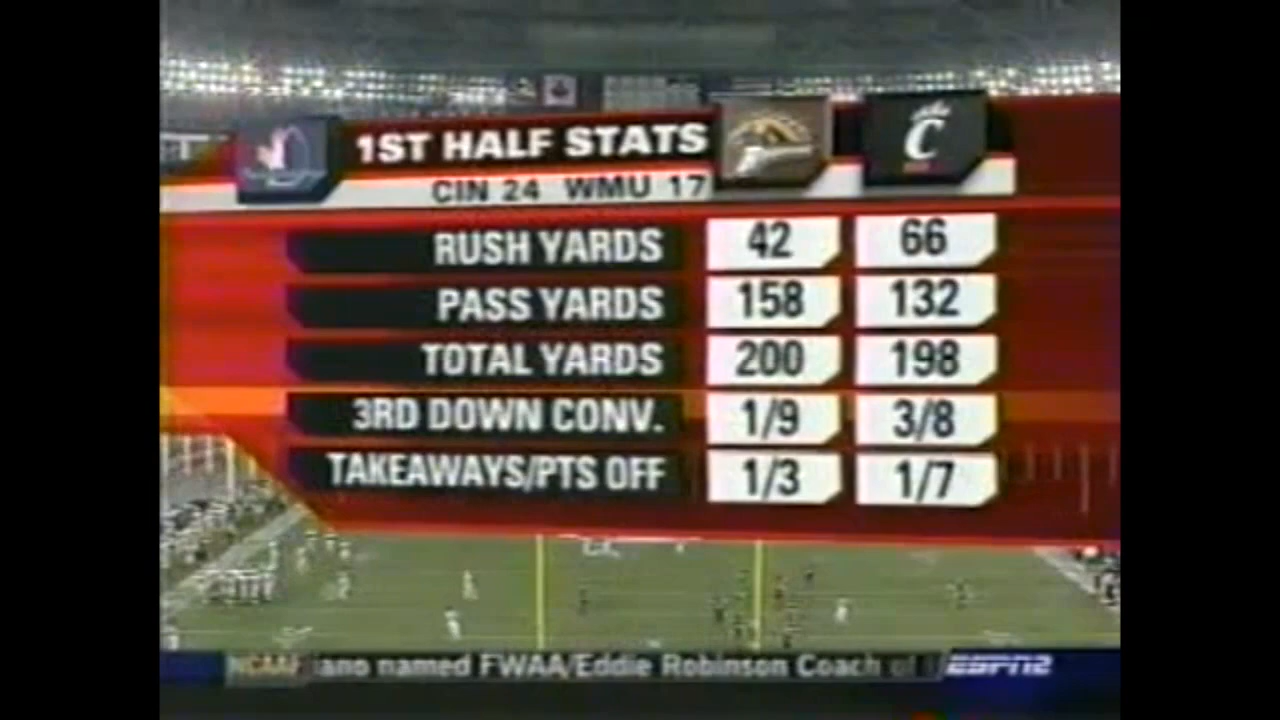 1ST HALF STATS
CIN 24 WMU 17
C
RUSH YARDS 42 66
PASS YARDS 158 132
TOTAL YARDS 200 198
3RD DOWN CONV. 1/9 3/8
TAKEAWAYS/PTS OFF 1/3 1/7
NCAAF iano named FWAA/Eddie Robinson Coach of ESPN2